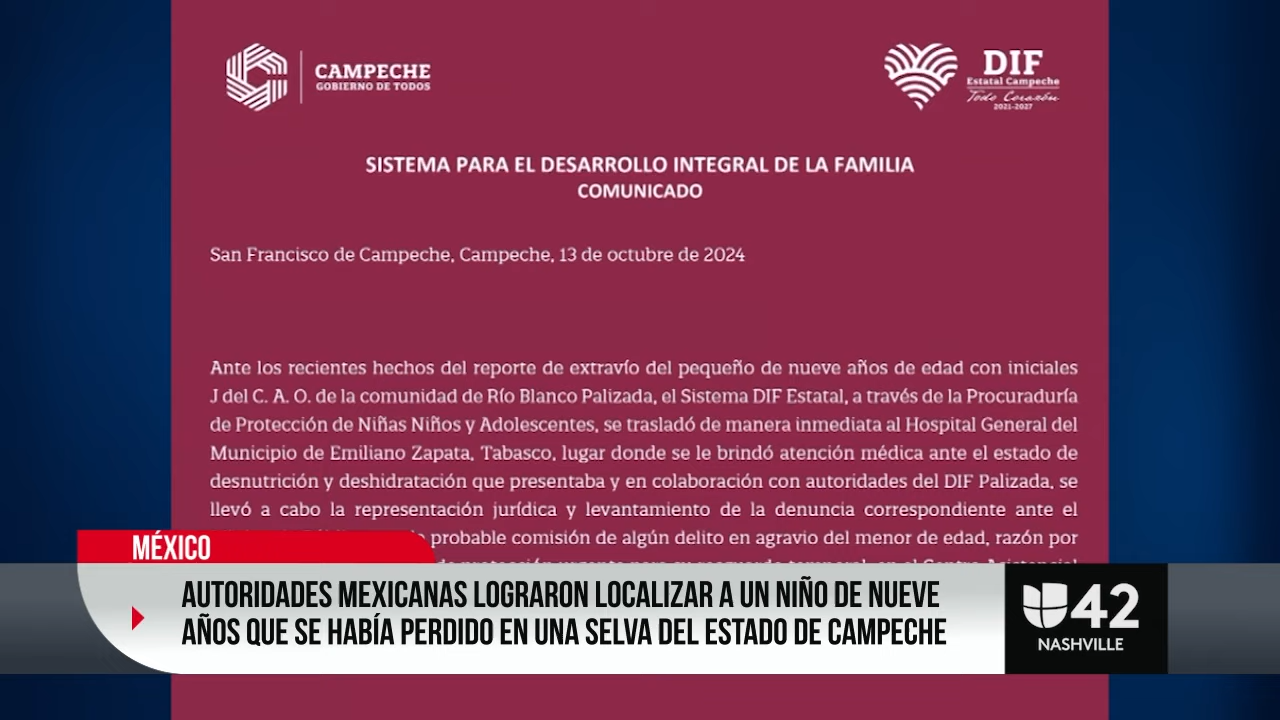 CAMPECHE
GOBIERNO DE TODOS
DIF
Estatal Campeche
Todo Corazón
2021-2027
SISTEMA PARA EL DESARROLLO INTEGRAL DE LA FAMILIA
COMUNICADO
San Francisco de Campeche, Campeche, 13 de octubre de 2024
Ante los recientes hechos del reporte de extravío del pequeño de nueve años de edad con iniciales
J del C. A. O. de la comunidad de Río Blanco Palizada, el Sistema DIF Estatal, a través de la Procuraduría
de Protección de Niñas Niños y Adolescentes, se trasladó de manera inmediata al Hospital General del
Municipio de Emiliano Zapata, Tabasco, lugar donde se le brindó atención médica ante el estado de
desnutrición y deshidratación que presentaba y en colaboración con autoridades del DIF Palizada, se
llevó a cabo la representación jurídica y levantamiento de la denuncia correspondiente ante el
probable comisión de algún delito en agravio del menor de edad, razón por
MÉXICO
AUTORIDADES MEXICANAS LOGRARON LOCALIZAR A UN NIÑO DE NUEVE
AÑOS QUE SE HABÍA PERDIDO EN UNA SELVA DEL ESTADO DE CAMPECHE
42
NASHVILLE